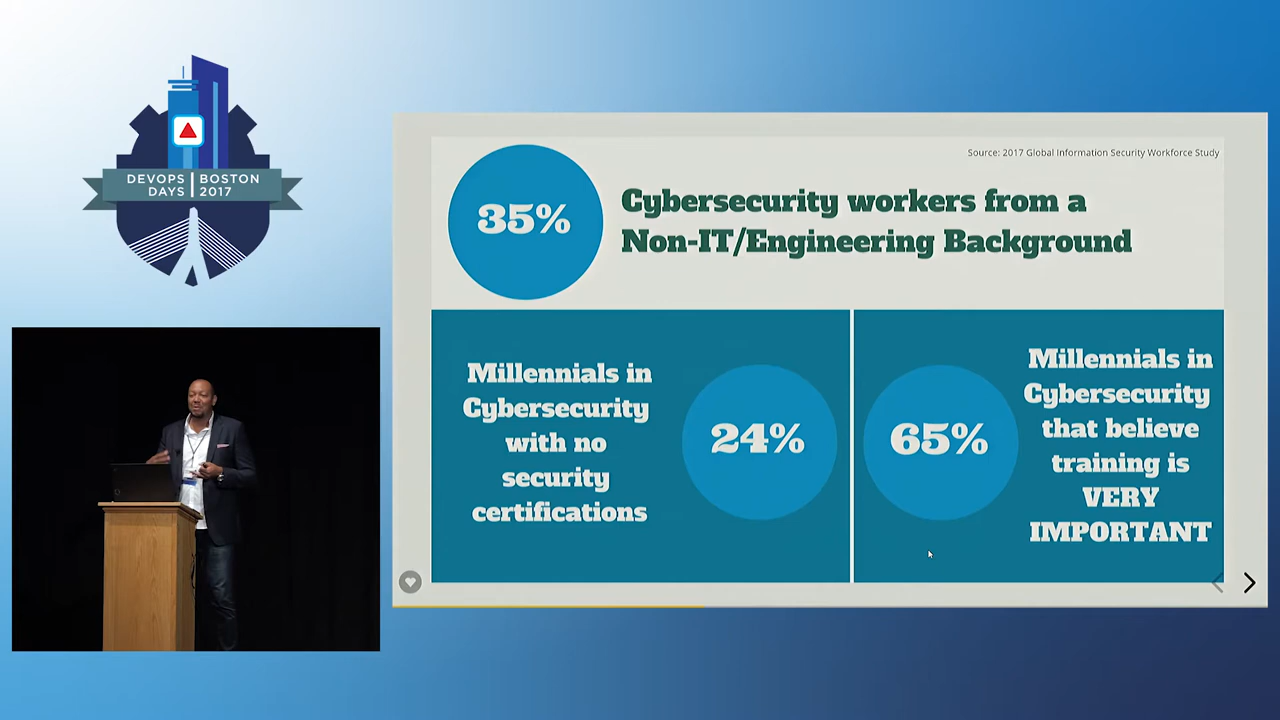 DEVOPS BOSTON
DAYS 2017
Source: 2017 Global Information Security Workforce Study
35%
Cybersecurity workers from a
Non-IT/Engineering Background
Millennials in
Cybersecurity
with no
security
certifications
24%
65%
Millennials in
Cybersecurity
that believe
training is
VERY
IMPORTANT